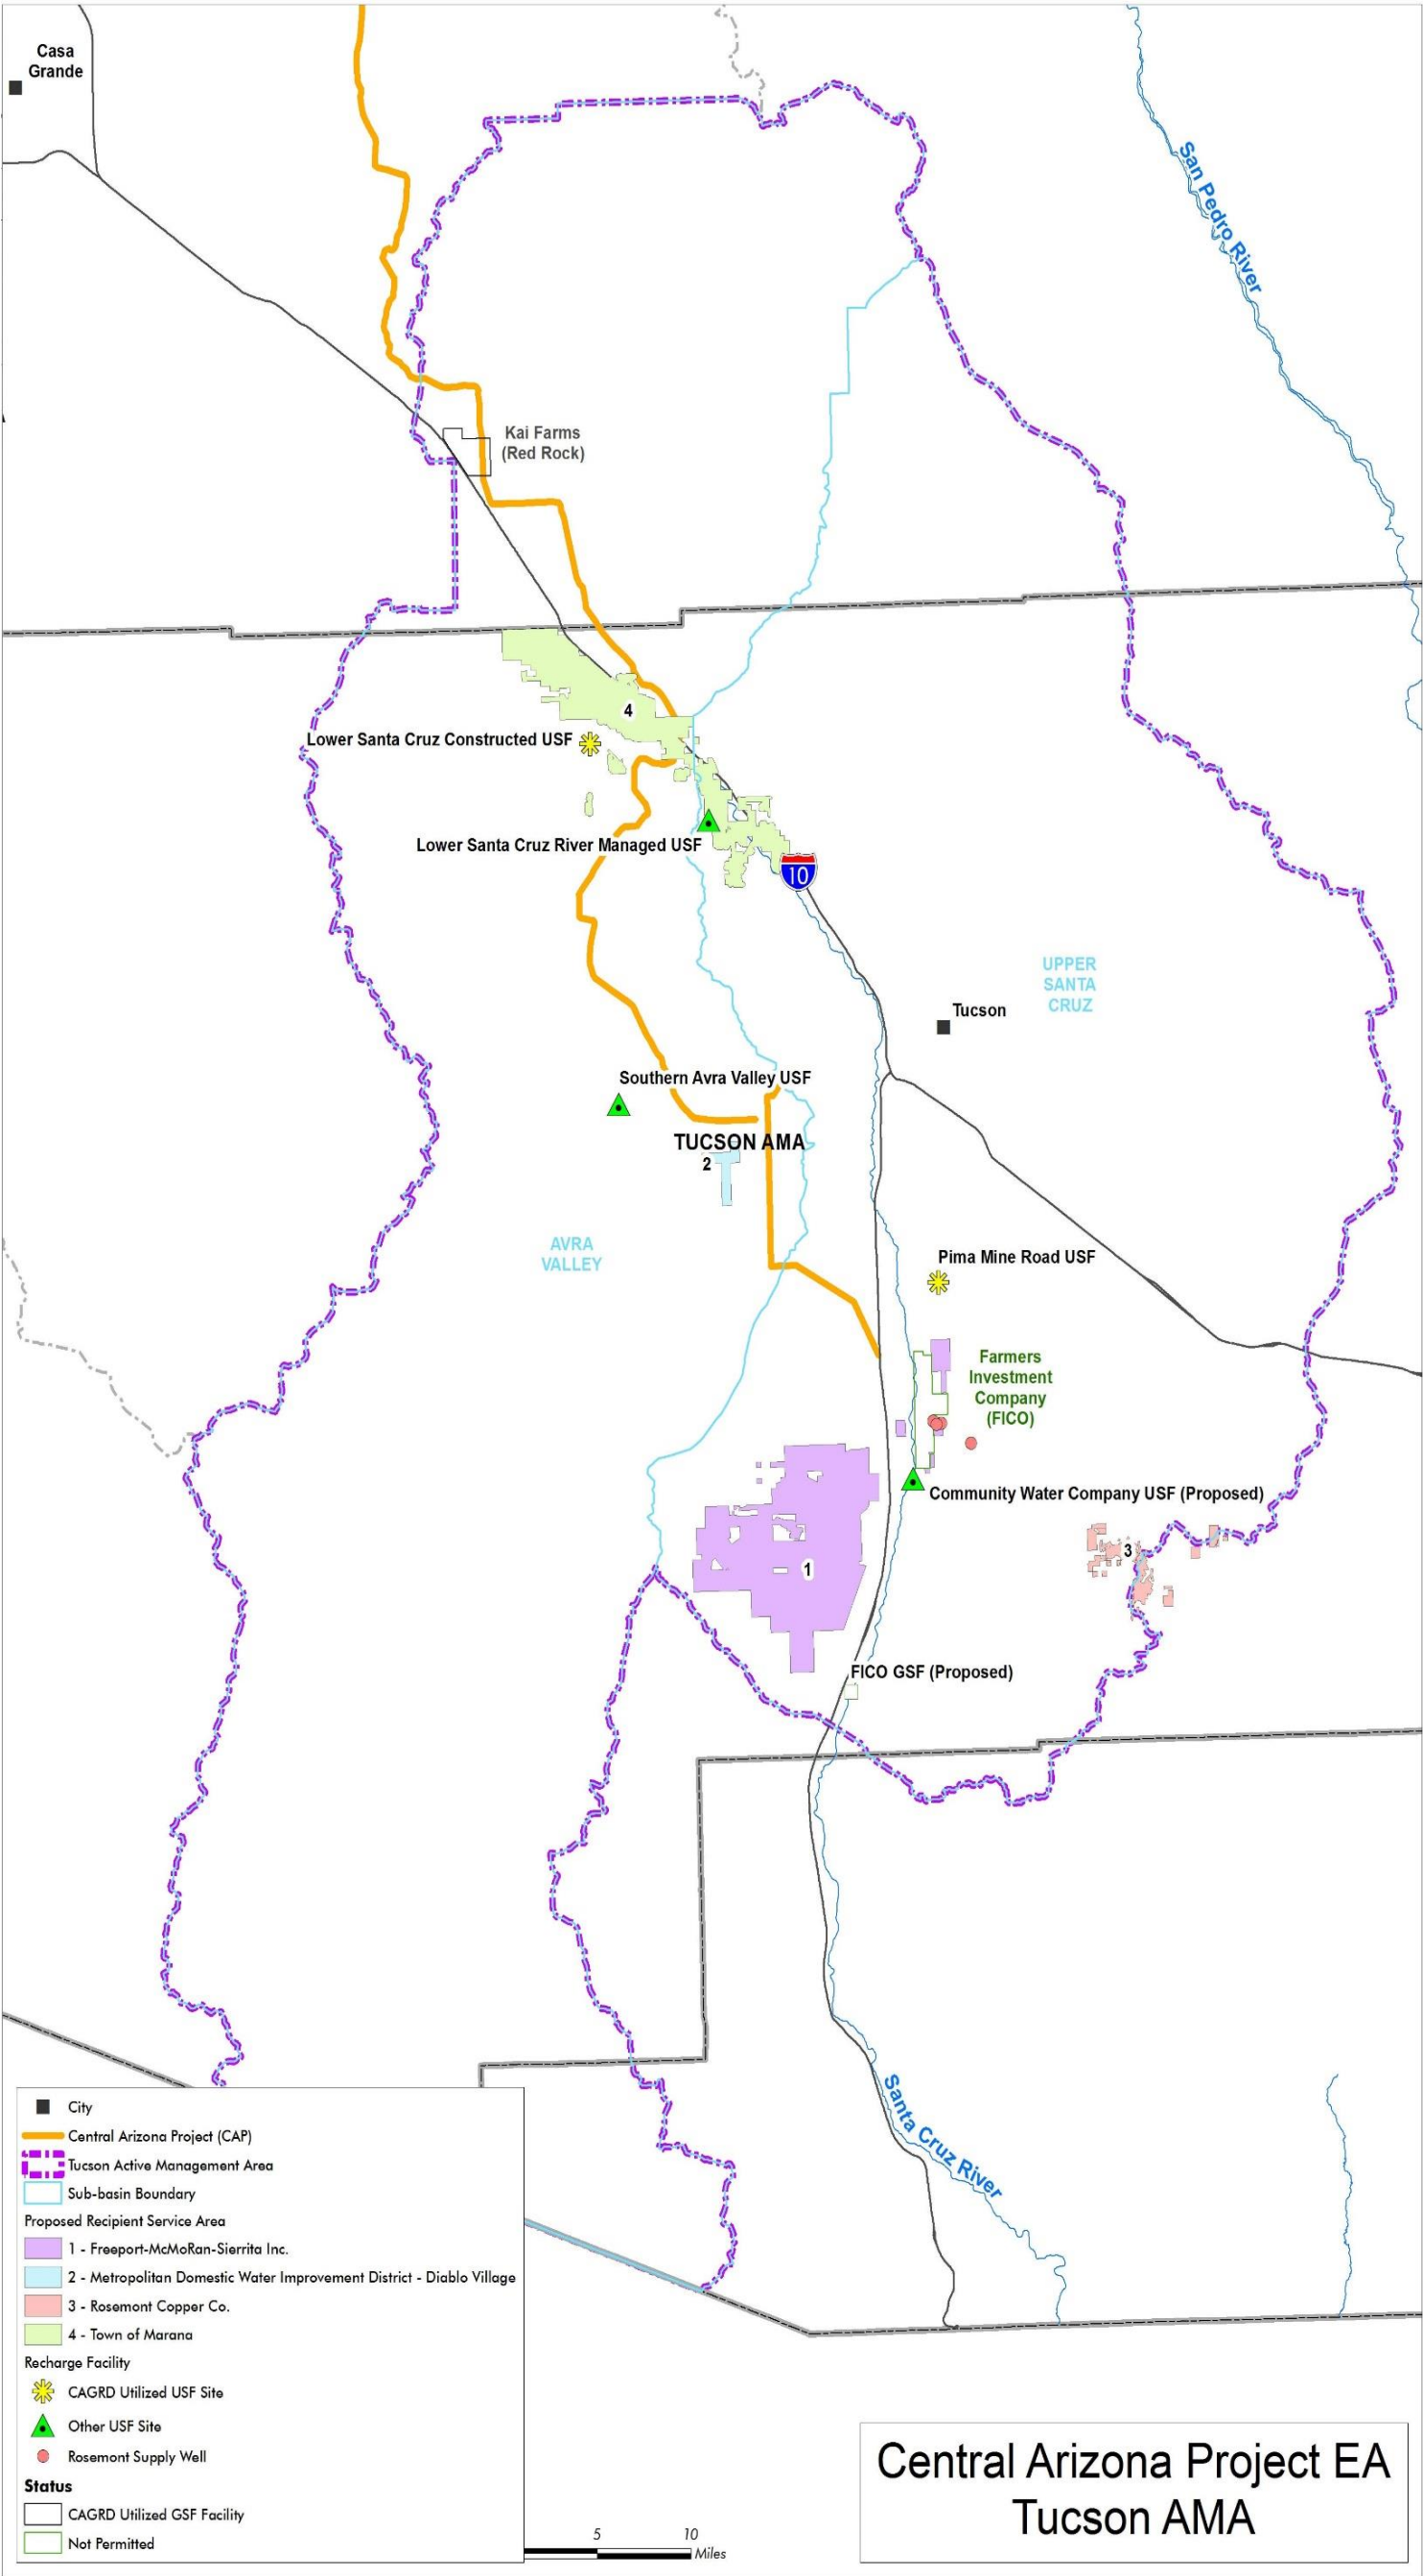 Casa
Grande
San Pedro River
Kai Farms
(Red Rock)
4
Lower Santa Cruz Constructed USF
Lower Santa Cruz River Managed USF
10
UPPER
SANTA
CRUZ
Tucson
Southern Avra Valley USF
TUCSON AMA
2
AVRA
VALLEY
Pima Mine Road USF
Farmers
Investment
Company
(FICO)
Community Water Company USF (Proposed)
3
1
FICO GSF (Proposed)
Santa Cruz River
City
Central Arizona Project (CAP)
Tucson Active Management Area
Sub-basin Boundary
Proposed Recipient Service Area
1 - Freeport-McMoRan-Sierrita Inc.
2 - Metropolitan Domestic Water Improvement District - Diablo Village
3 - Rosemont Copper Co.
4 - Town of Marana
Recharge Facility
CAGRD Utilized USF Site
Other USF Site
Rosemont Supply Well
Status
CAGRD Utilized GSF Facility
Not Permitted
5 10
Miles
Central Arizona Project EA
Tucson AMA